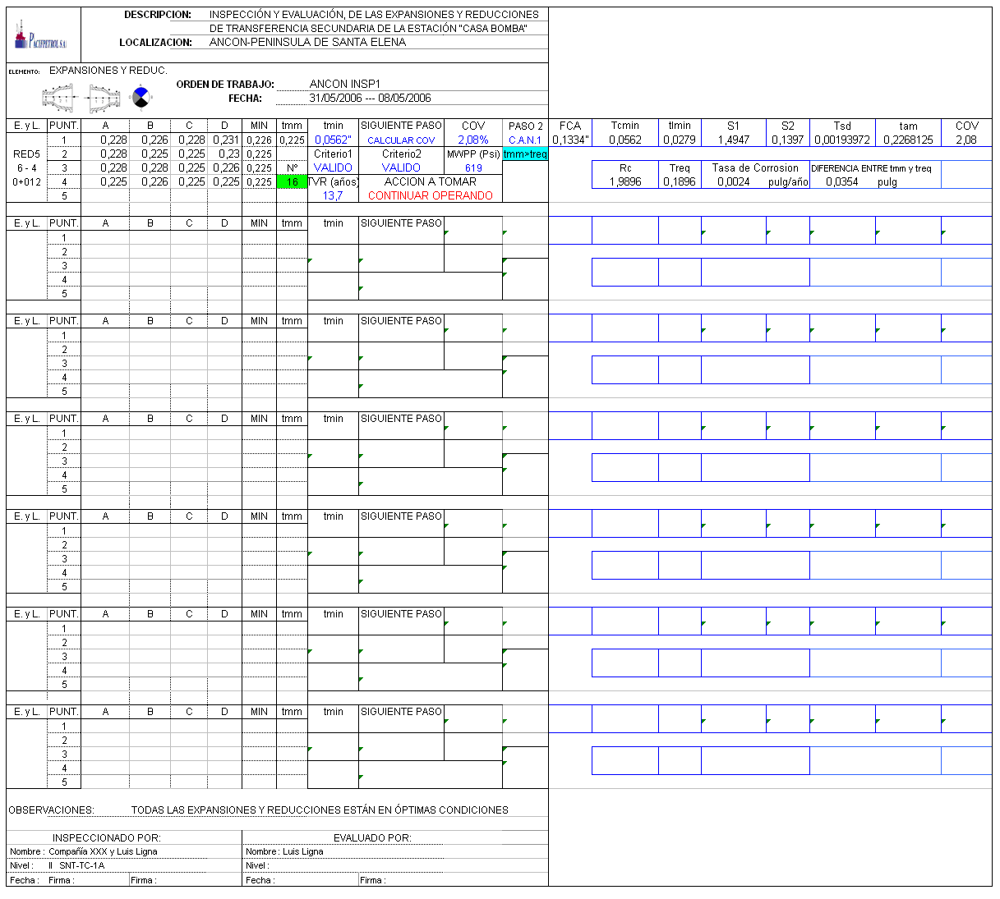 DESCRIPCION: INSPECCIÓN Y EVALUACIÓN, DE LAS EXPANSIONES Y REDUCCIONES
DE TRANSFERENCIA SECUNDARIA DE LA ESTACIÓN "CASA BOMBA"
PACIFPETROL S.A.
LOCALIZACION: ANCON-PENINSULA DE SANTA ELENA
ELEMENTO: EXPANSIONES Y REDUC.
ORDEN DE TRABAJO: ANCON INSP1
FECHA: 31/05/2006 --- 08/05/2006
E. y L. PUNT. A B C D MIN tmm tmin SIGUIENTE PASO COV PASO 2 FCA Tcmin tlmin S1 S2 Tsd tam COV
1 0,228 0,226 0,228 0,231 0,226 0,225 0,0562" CALCULAR COV 2,08% C.A.N.1 0,1334" 0,0562 0,0279 1,4947 0,1397 0,00193972 0,2268125 2,08
RED5 2 0,228 0,225 0,225 0,23 0,225 Criterio1 Criterio2 MWPP (Psi) tmm>treq
6 - 4 3 0,228 0,228 0,225 0,226 0,225 Nº VALIDO VALIDO 619 Rc Treq Tasa de Corrosion DIFERENCIA ENTRE tmm y treq
0+012 4 0,225 0,226 0,225 0,225 0,225 16 TVR (años) ACCION A TOMAR 1,9896 0,1896 0,0024 pulg/año 0,0354 pulg
5 13,7 CONTINUAR OPERANDO
E. y L. PUNT. A B C D MIN tmm tmin SIGUIENTE PASO
1
2
3
4
5
E. y L. PUNT. A B C D MIN tmm tmin SIGUIENTE PASO
1
2
3
4
5
E. y L. PUNT. A B C D MIN tmm tmin SIGUIENTE PASO
1
2
3
4
5
E. y L. PUNT. A B C D MIN tmm tmin SIGUIENTE PASO
1
2
3
4
5
E. y L. PUNT. A B C D MIN tmm tmin SIGUIENTE PASO
1
2
3
4
5
E. y L. PUNT. A B C D MIN tmm tmin SIGUIENTE PASO
1
2
3
4
5
OBSERVACIONES: TODAS LAS EXPANSIONES Y REDUCCIONES ESTÁN EN ÓPTIMAS CONDICIONES
INSPECCIONADO POR: EVALUADO POR:
Nombre : Compañía XXX y Luis Ligna Nombre : Luis Ligna
Nivel : II SNT-TC-1A Nivel :
Fecha : Firma : Firma : Fecha : Firma :